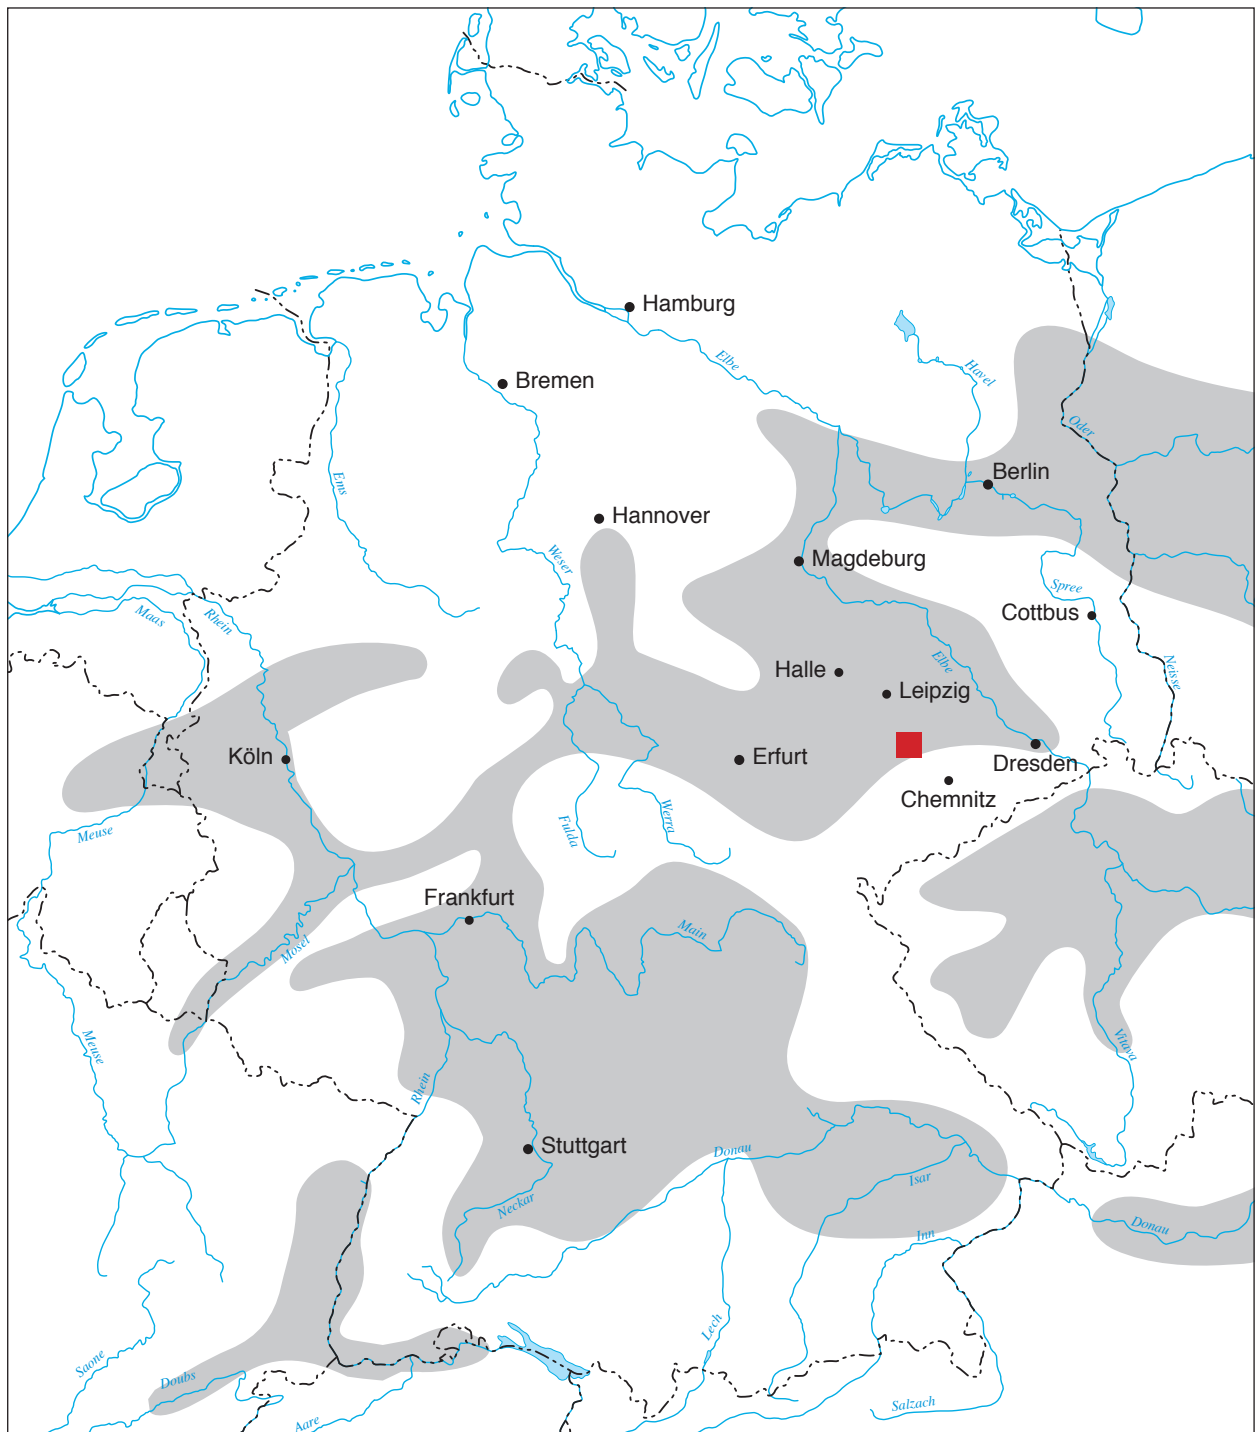 Hamburg
Elbe
Bremen
Havel
Oder
Berlin
Ems
Hannover
Weser
Magdeburg
Spree
Cottbus
Maas
Rhein
Elbe
Neisse
Halle
Leipzig
Köln
Erfurt
Dresden
Chemnitz
Meuse
Fulda
Werra
Frankfurt
Mosel
Main
Meuse
Vltava
Rhein
Stuttgart
Donau
Isar
Neckar
Donau
Inn
Lech
Saone
Doubs
Salzach
Aare